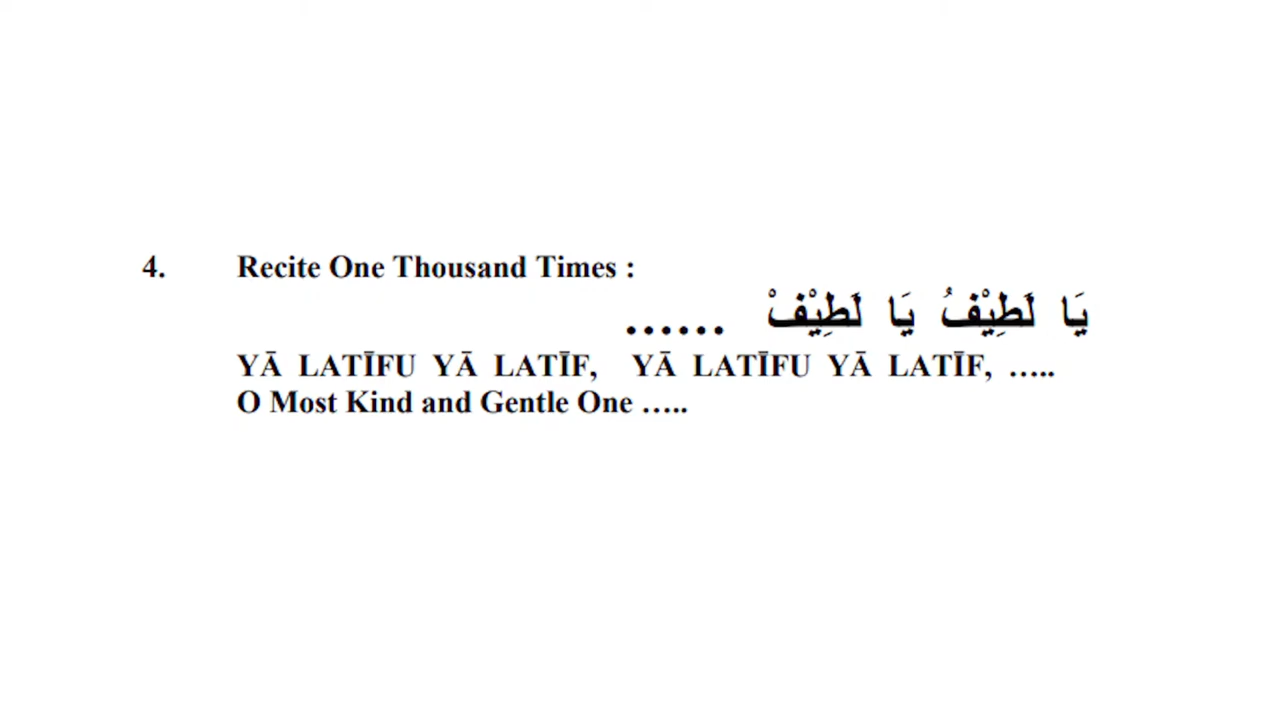 4. Recite One Thousand Times :
يَا لَطِيْفُ يَا لَطِيْفْ ......
YĀ LATĪFU YĀ LATĪF, YĀ LATĪFU YĀ LATĪF, …..
O Most Kind and Gentle One …..